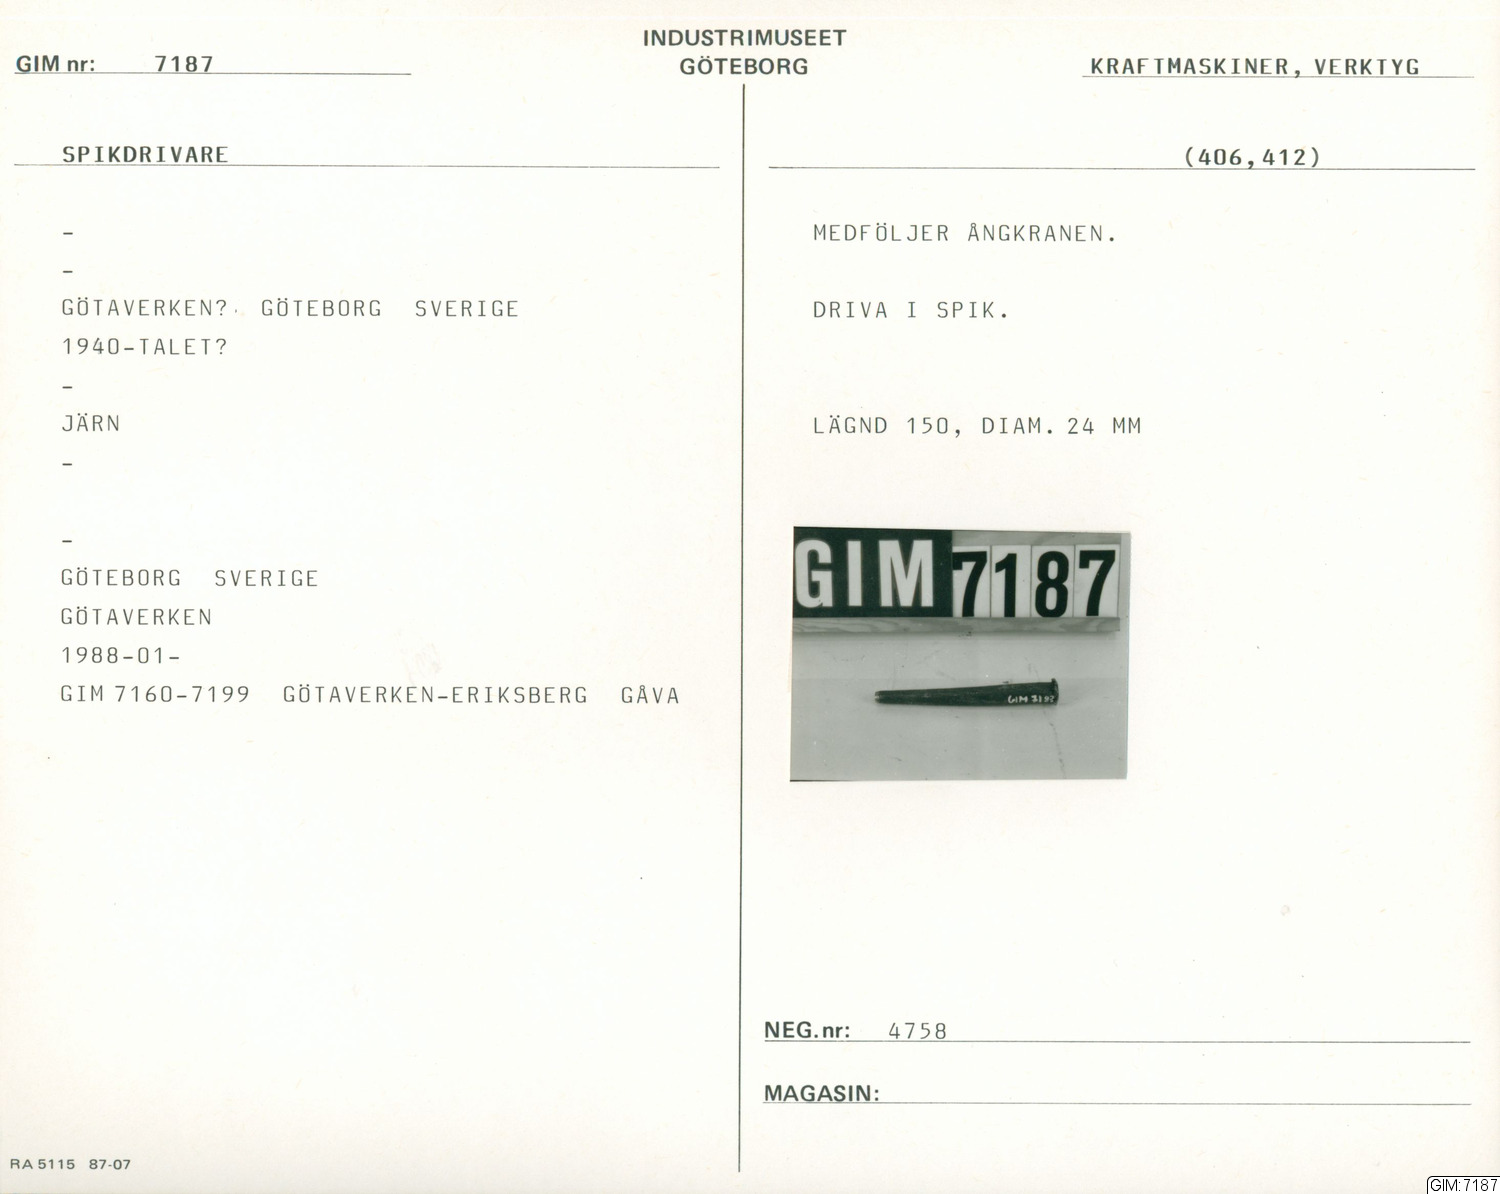 INDUSTRIMUSEET
GÖTEBORG
GIM nr: 7187
KRAFTMASKINER, VERKTYG
SPIKDRIVARE
(406,412)
-
-
GÖTAVERKEN? GÖTEBORG SVERIGE
1940-TALET?
-
JÄRN
-
-
GÖTEBORG SVERIGE
GÖTAVERKEN
1988-01-
GIM 7160-7199 GÖTAVERKEN-ERIKSBERG GÅVA
MEDFÖLJER ÅNGKRANEN.
DRIVA I SPIK.
LÄGND 150, DIAM. 24 MM
GIM 7187
GIM
NEG.nr: 4758
MAGASIN:
RA 5115 87-07
GIM:7187